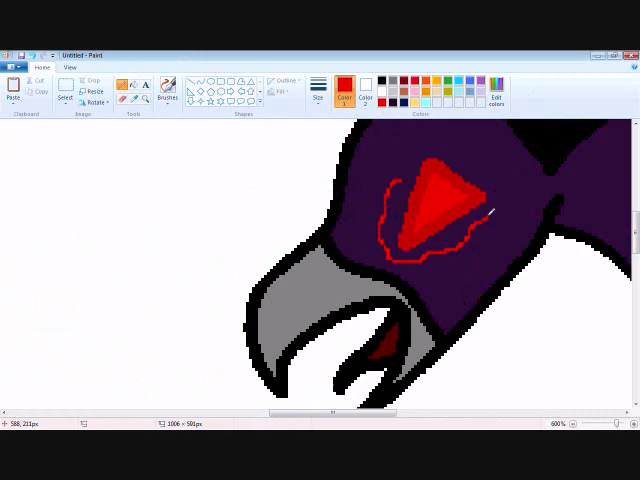 Untitled - Paint
Home View
Paste
Cut
Copy
Clipboard
Select
Crop
Resize
Rotate
Image
A
Tools
Brushes
Shapes
Outline
Fill
Size
Color 1
Color 2
Edit colors
Colors
588, 211px
1006 × 591px
600%